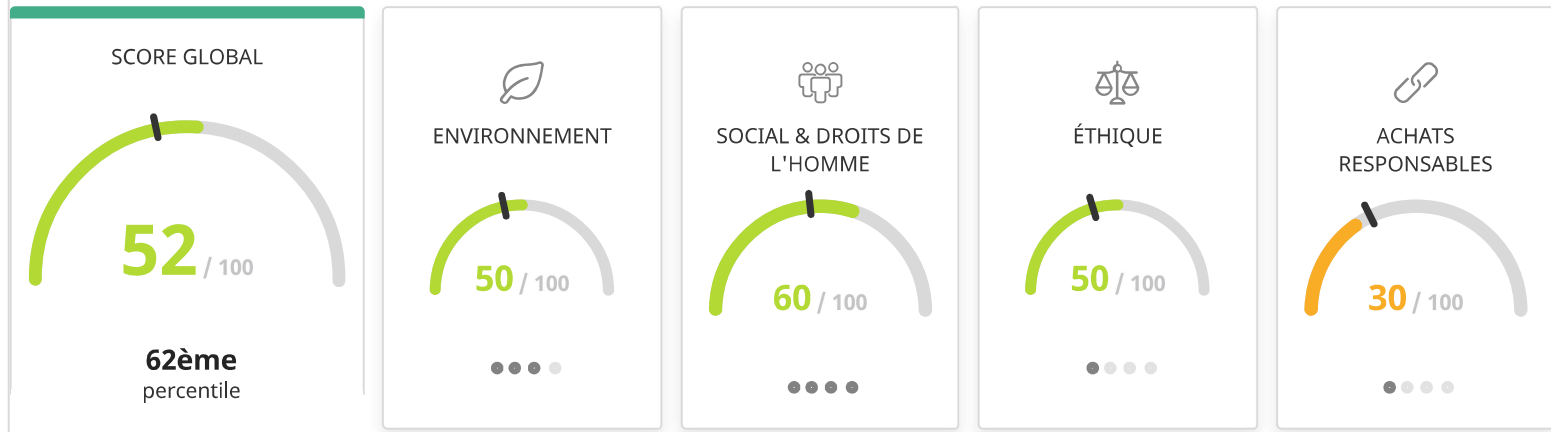 SCORE GLOBAL
52 / 100
62ème
percentile
ENVIRONNEMENT
50 / 100
SOCIAL & DROITS DE
L'HOMME
60 / 100
ÉTHIQUE
50 / 100
ACHATS
RESPONSABLES
30 / 100